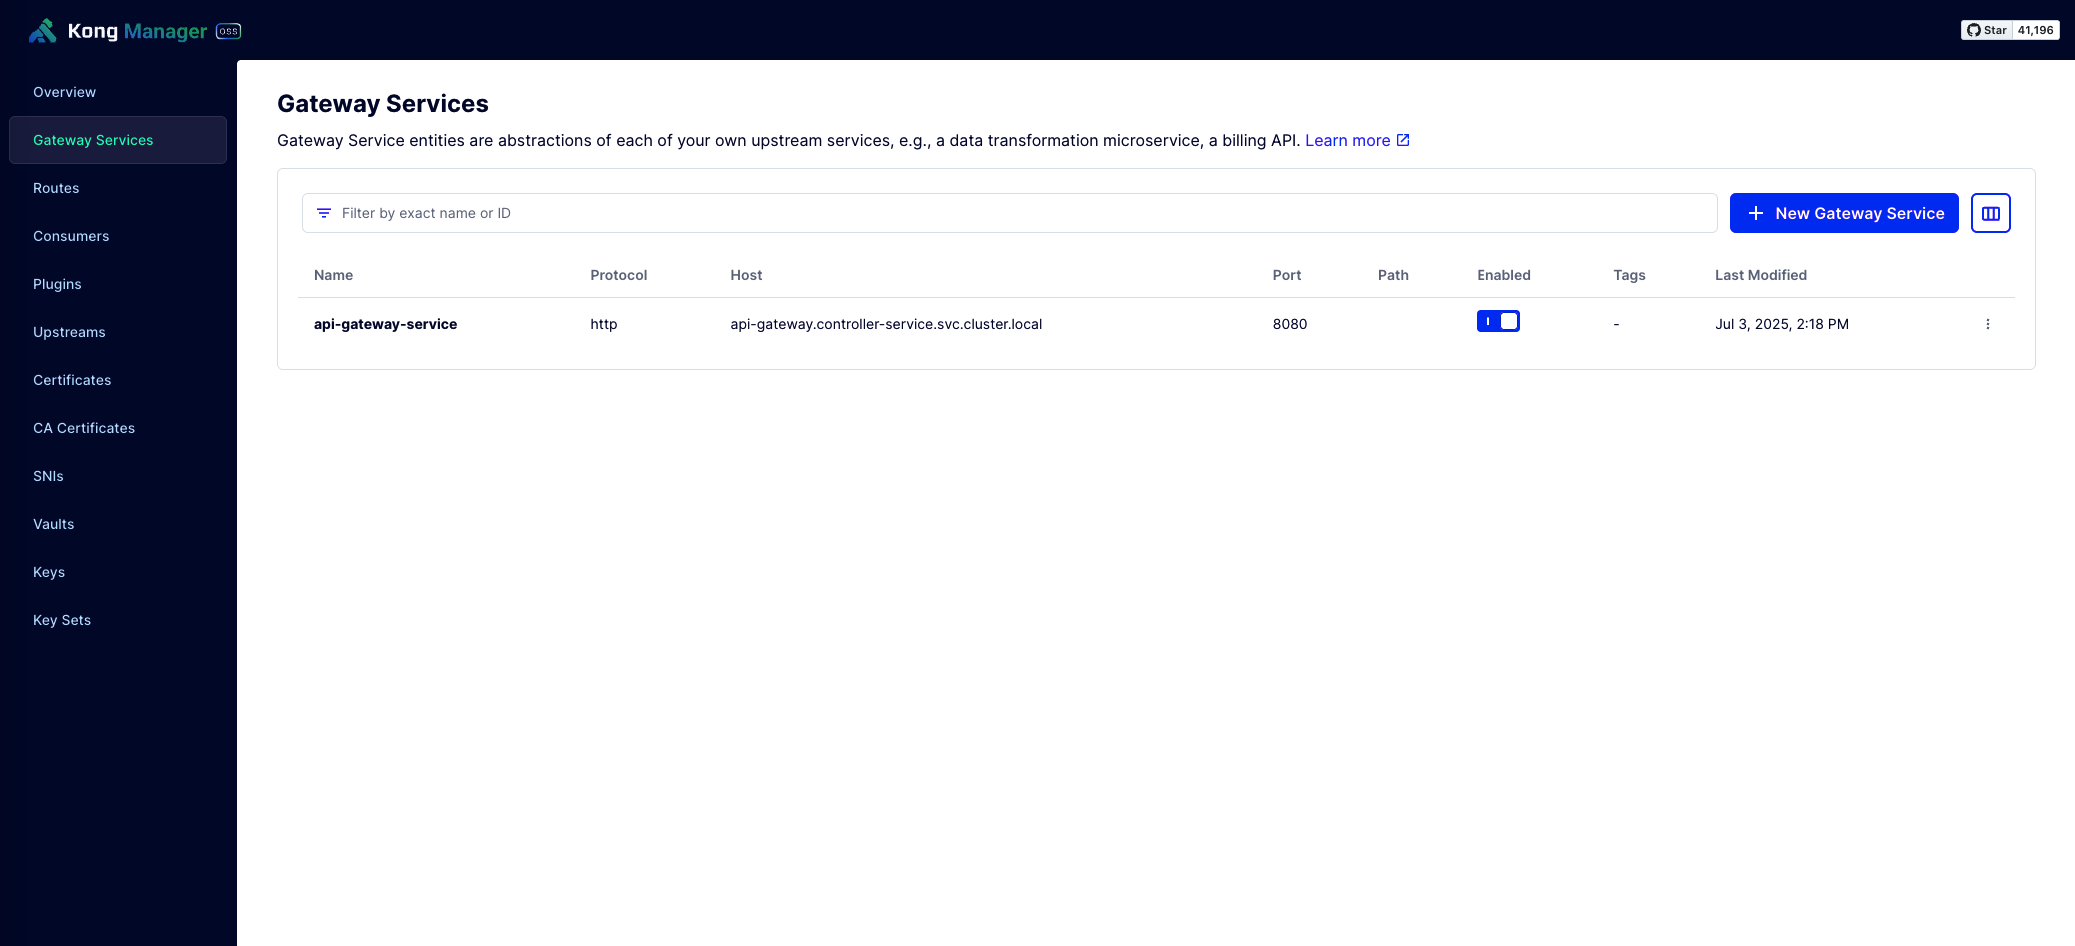 Kong Manager OSS
Star 41,196
Overview
Gateway Services
Routes
Consumers
Plugins
Upstreams
Certificates
CA Certificates
SNIs
Vaults
Keys
Key Sets
Gateway Services
Gateway Service entities are abstractions of each of your own upstream services, e.g., a data transformation microservice, a billing API. Learn more
Filter by exact name or ID
New Gateway Service
Name Protocol Host Port Path Enabled Tags Last Modified
api-gateway-service http api-gateway.controller-service.svc.cluster.local 8080 - Jul 3, 2025, 2:18 PM